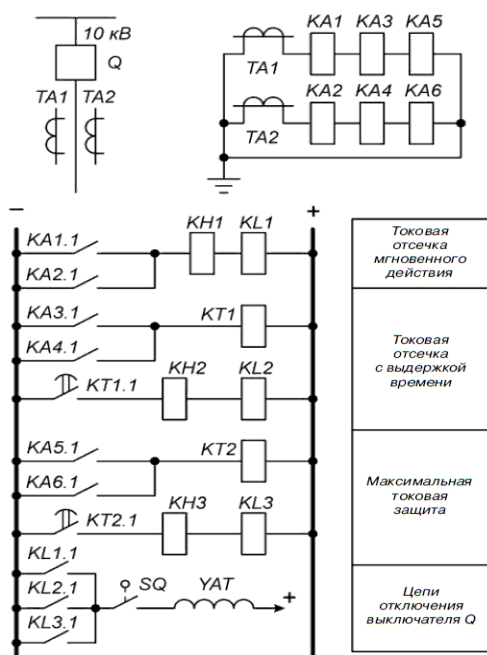 10 кВ
Q
TA1 TA2
KA1 KA3 KA5
TA1
KA2 KA4 KA6
TA2
– +
KA1.1
KH1 KL1
KA2.1
Токовая
отсечка
мгновенного
действия
KA3.1
KT1
KA4.1
KT1.1
KH2 KL2
Токовая
отсечка
с выдержкой
времени
KA5.1
KT2
KA6.1
KT2.1
KH3 KL3
Максимальная
токовая
защита
KL1.1
KL2.1
SQ YAT
+
KL3.1
Цепи
отключения
выключателя Q